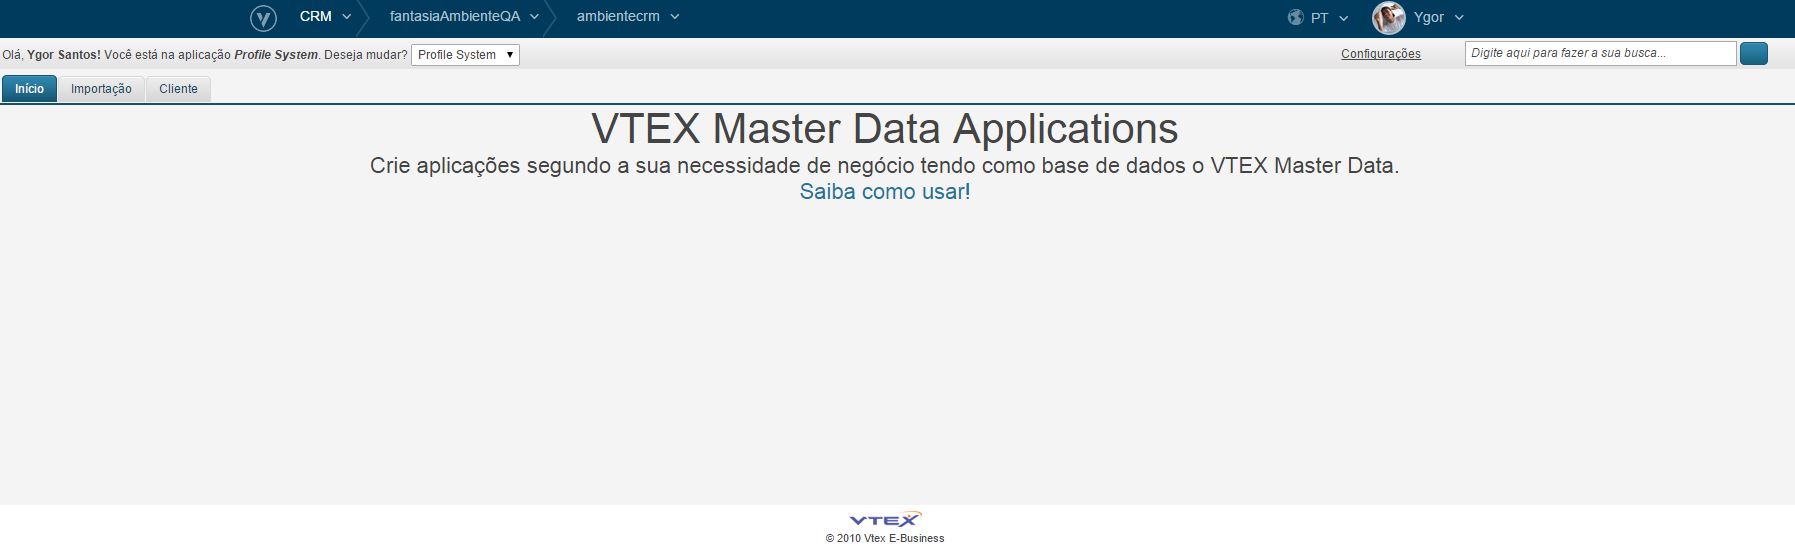 CRM fantasiaAmbienteQA ambientecrm PT Ygor
Olá, Ygor Santos! Você está na aplicação Profile System. Deseja mudar? Profile System Configurações Digite aqui para fazer a sua busca...
Início Importação Cliente
VTEX Master Data Applications
Crie aplicações segundo a sua necessidade de negócio tendo como base de dados o VTEX Master Data.
Saiba como usar!
VTEX
© 2010 Vtex E-Business